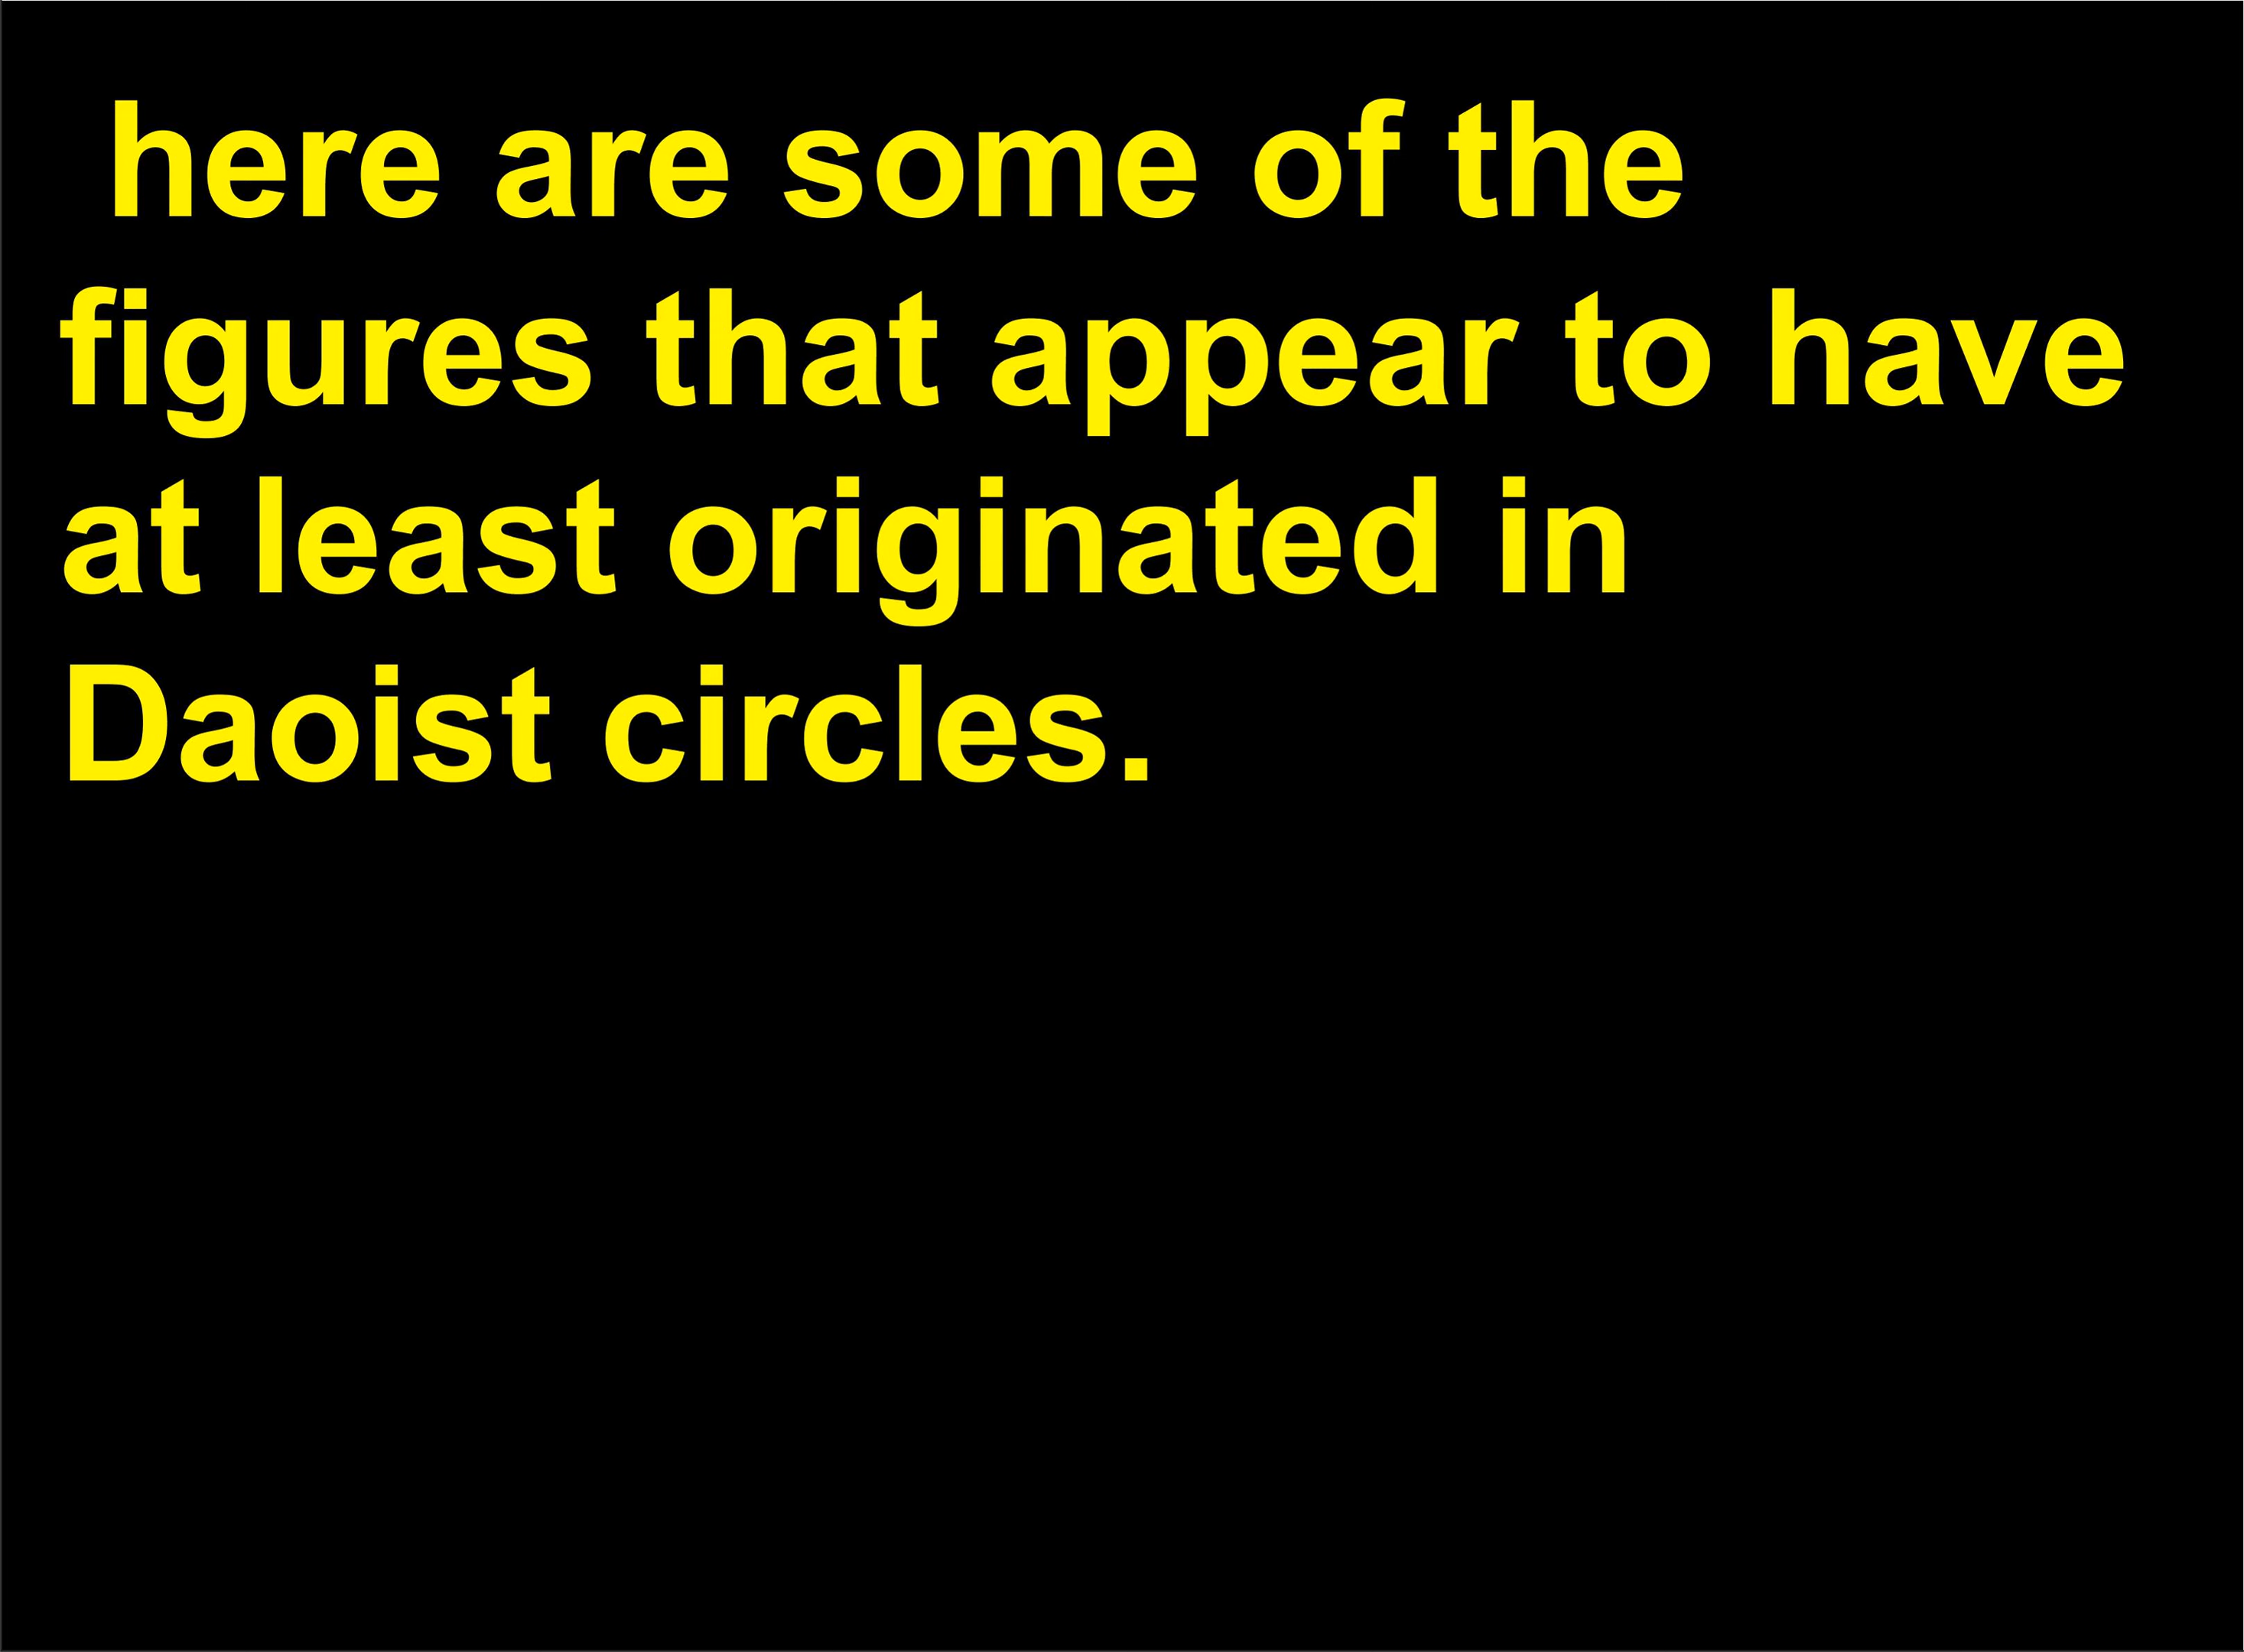 here are some of the
figures that appear to have
at least originated in
Daoist circles.